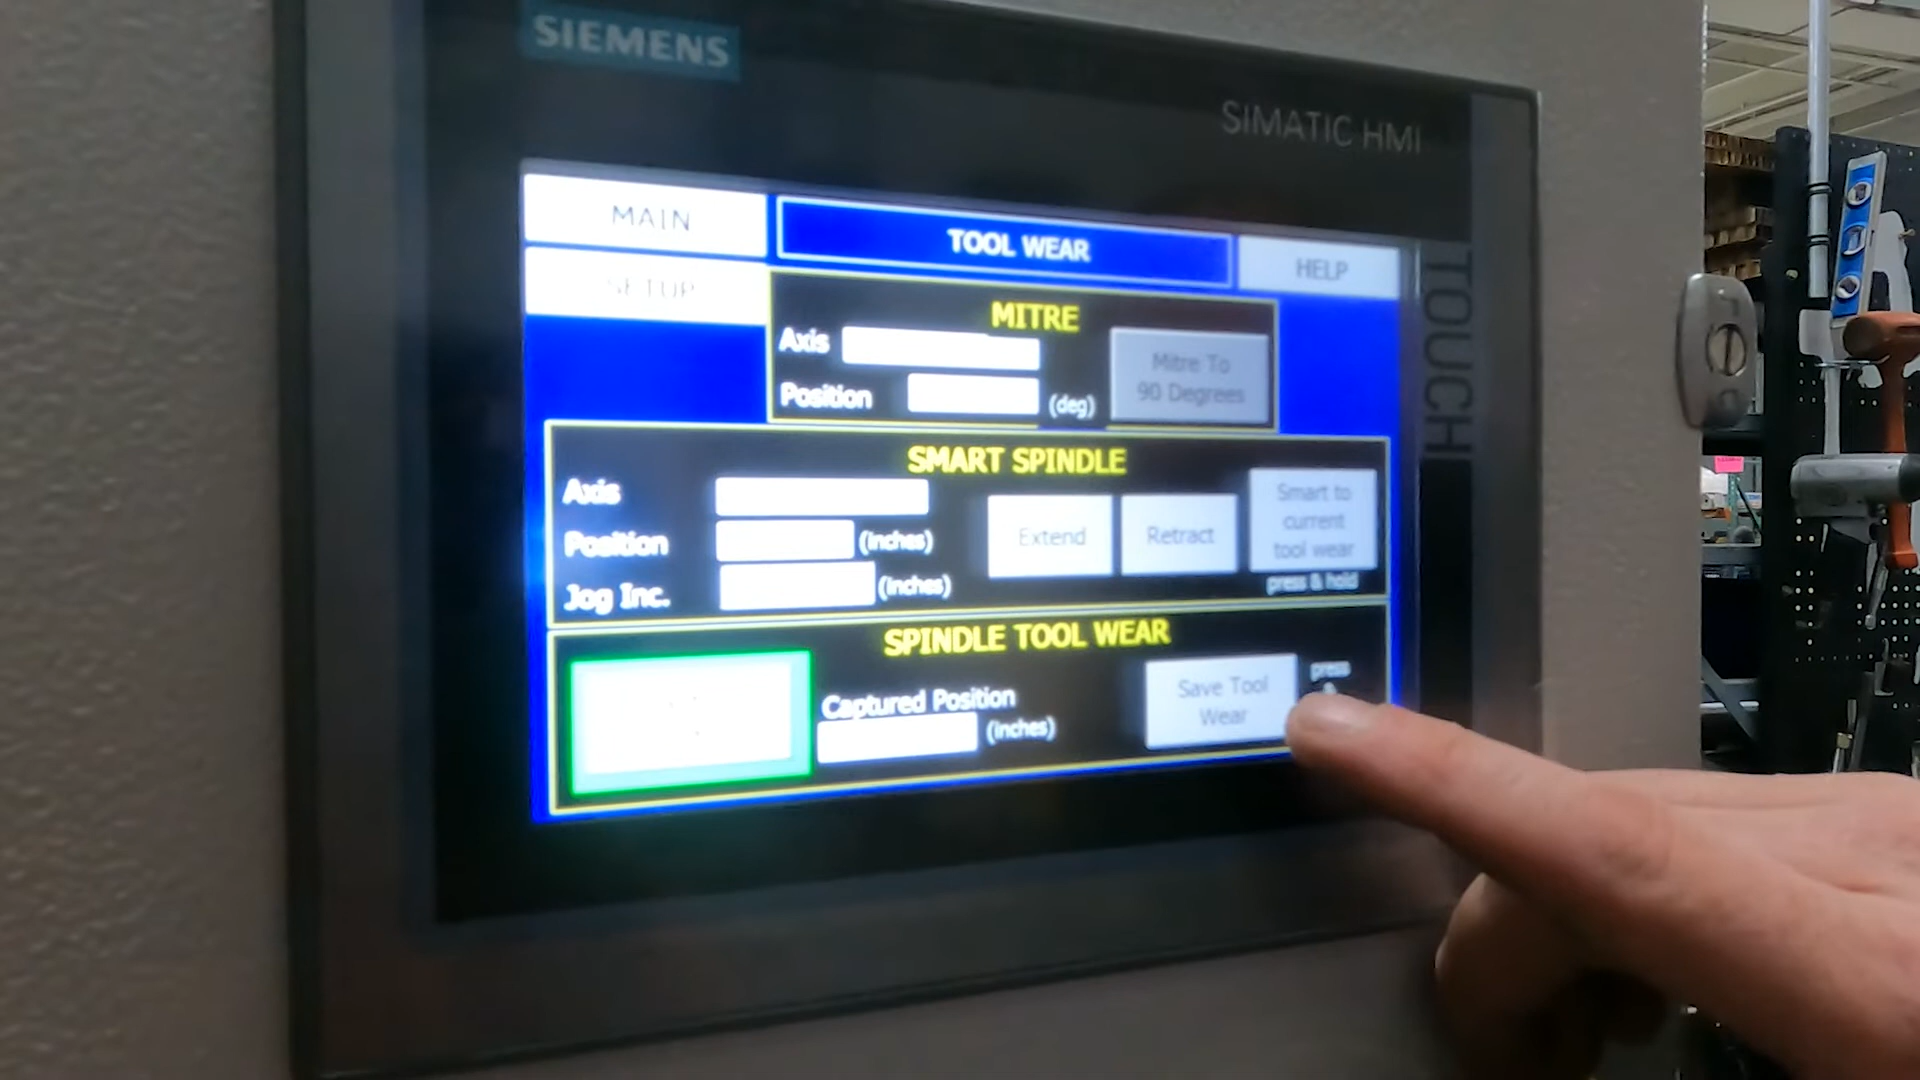 SIEMENS
SIMATIC HMI
TOUCH
MAIN
TOOL WEAR
HELP
SETUP
MITRE
Axis
Position
(deg)
Mitre To
90 Degrees
SMART SPINDLE
Axis
Position
(inches)
Jog Inc.
(inches)
Extend
Retract
Smart to
current
tool wear
press & hold
SPINDLE TOOL WEAR
Captured Position
(inches)
Save Tool
Wear
press